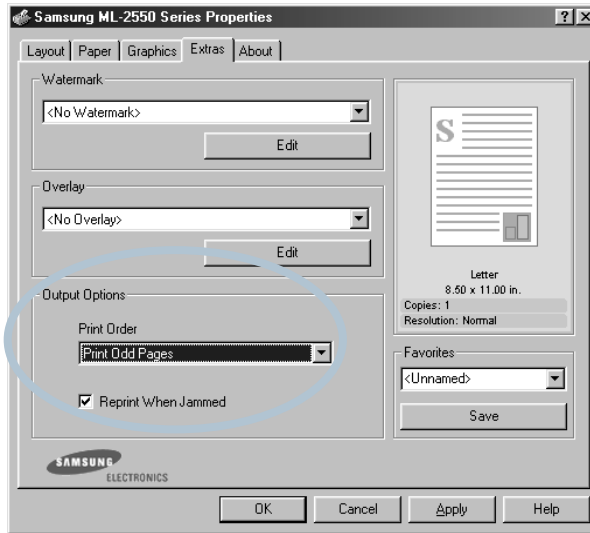 Samsung ML-2550 Series Properties
Layout Paper Graphics Extras About
Watermark
<No Watermark>
Edit
Overlay
<No Overlay>
Edit
Output Options
Print Order
Print Odd Pages
Reprint When Jammed
S
Letter
8.50 x 11.00 in.
Copies: 1
Resolution: Normal
Favorites
<Unnamed>
Save
SAMSUNG
ELECTRONICS
OK Cancel Apply Help